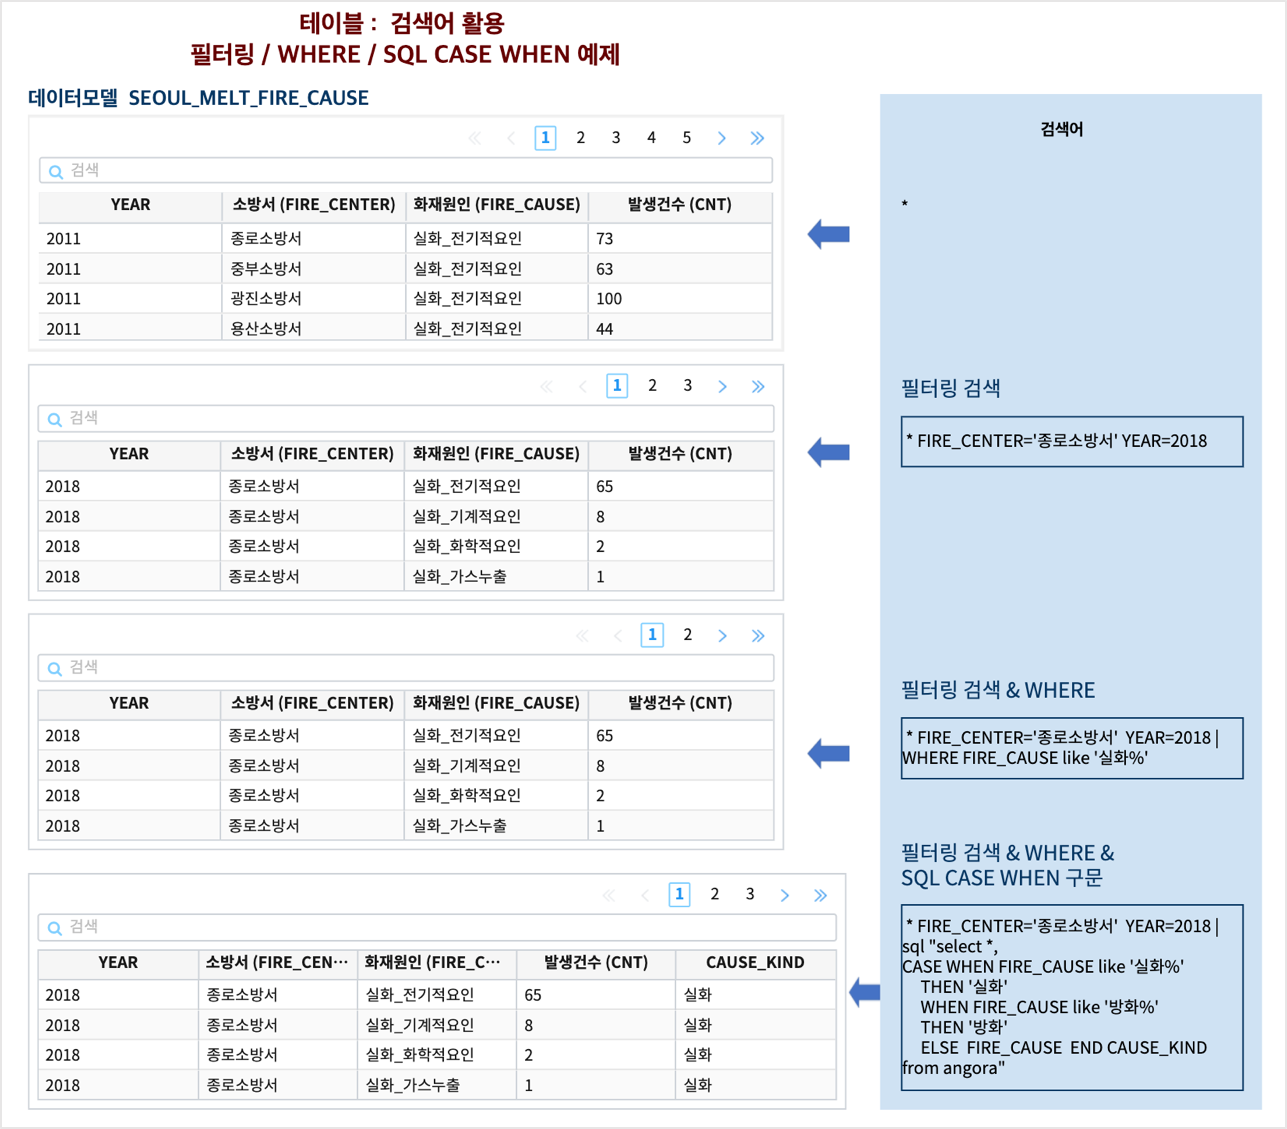 테이블 :  검색어 활용
필터링 / WHERE / SQL CASE WHEN 예제
데이터모델  SEOUL_MELT_FIRE_CAUSE
1 2 3 4 5
검색
YEAR 소방서 (FIRE_CENTER) 화재원인 (FIRE_CAUSE) 발생건수 (CNT)
2011 종로소방서 실화_전기적요인 73
2011 중부소방서 실화_전기적요인 63
2011 광진소방서 실화_전기적요인 100
2011 용산소방서 실화_전기적요인 44
1 2 3
검색
YEAR 소방서 (FIRE_CENTER) 화재원인 (FIRE_CAUSE) 발생건수 (CNT)
2018 종로소방서 실화_전기적요인 65
2018 종로소방서 실화_기계적요인 8
2018 종로소방서 실화_화학적요인 2
2018 종로소방서 실화_가스누출 1
1 2
검색
YEAR 소방서 (FIRE_CENTER) 화재원인 (FIRE_CAUSE) 발생건수 (CNT)
2018 종로소방서 실화_전기적요인 65
2018 종로소방서 실화_기계적요인 8
2018 종로소방서 실화_화학적요인 2
2018 종로소방서 실화_가스누출 1
1 2 3
검색
YEAR 소방서 (FIRE_CEN··· 화재원인 (FIRE_C··· 발생건수 (CNT) CAUSE_KIND
2018 종로소방서 실화_전기적요인 65 실화
2018 종로소방서 실화_기계적요인 8 실화
2018 종로소방서 실화_화학적요인 2 실화
2018 종로소방서 실화_가스누출 1 실화
검색어
*
필터링 검색
* FIRE_CENTER='종로소방서' YEAR=2018
필터링 검색 & WHERE
* FIRE_CENTER='종로소방서'  YEAR=2018 |
WHERE FIRE_CAUSE like '실화%'
필터링 검색 & WHERE &
SQL CASE WHEN 구문
* FIRE_CENTER='종로소방서'  YEAR=2018 |
sql "select *,
CASE WHEN FIRE_CAUSE like '실화%'
THEN '실화'
WHEN FIRE_CAUSE like '방화%'
THEN '방화'
ELSE  FIRE_CAUSE  END CAUSE_KIND
from angora"